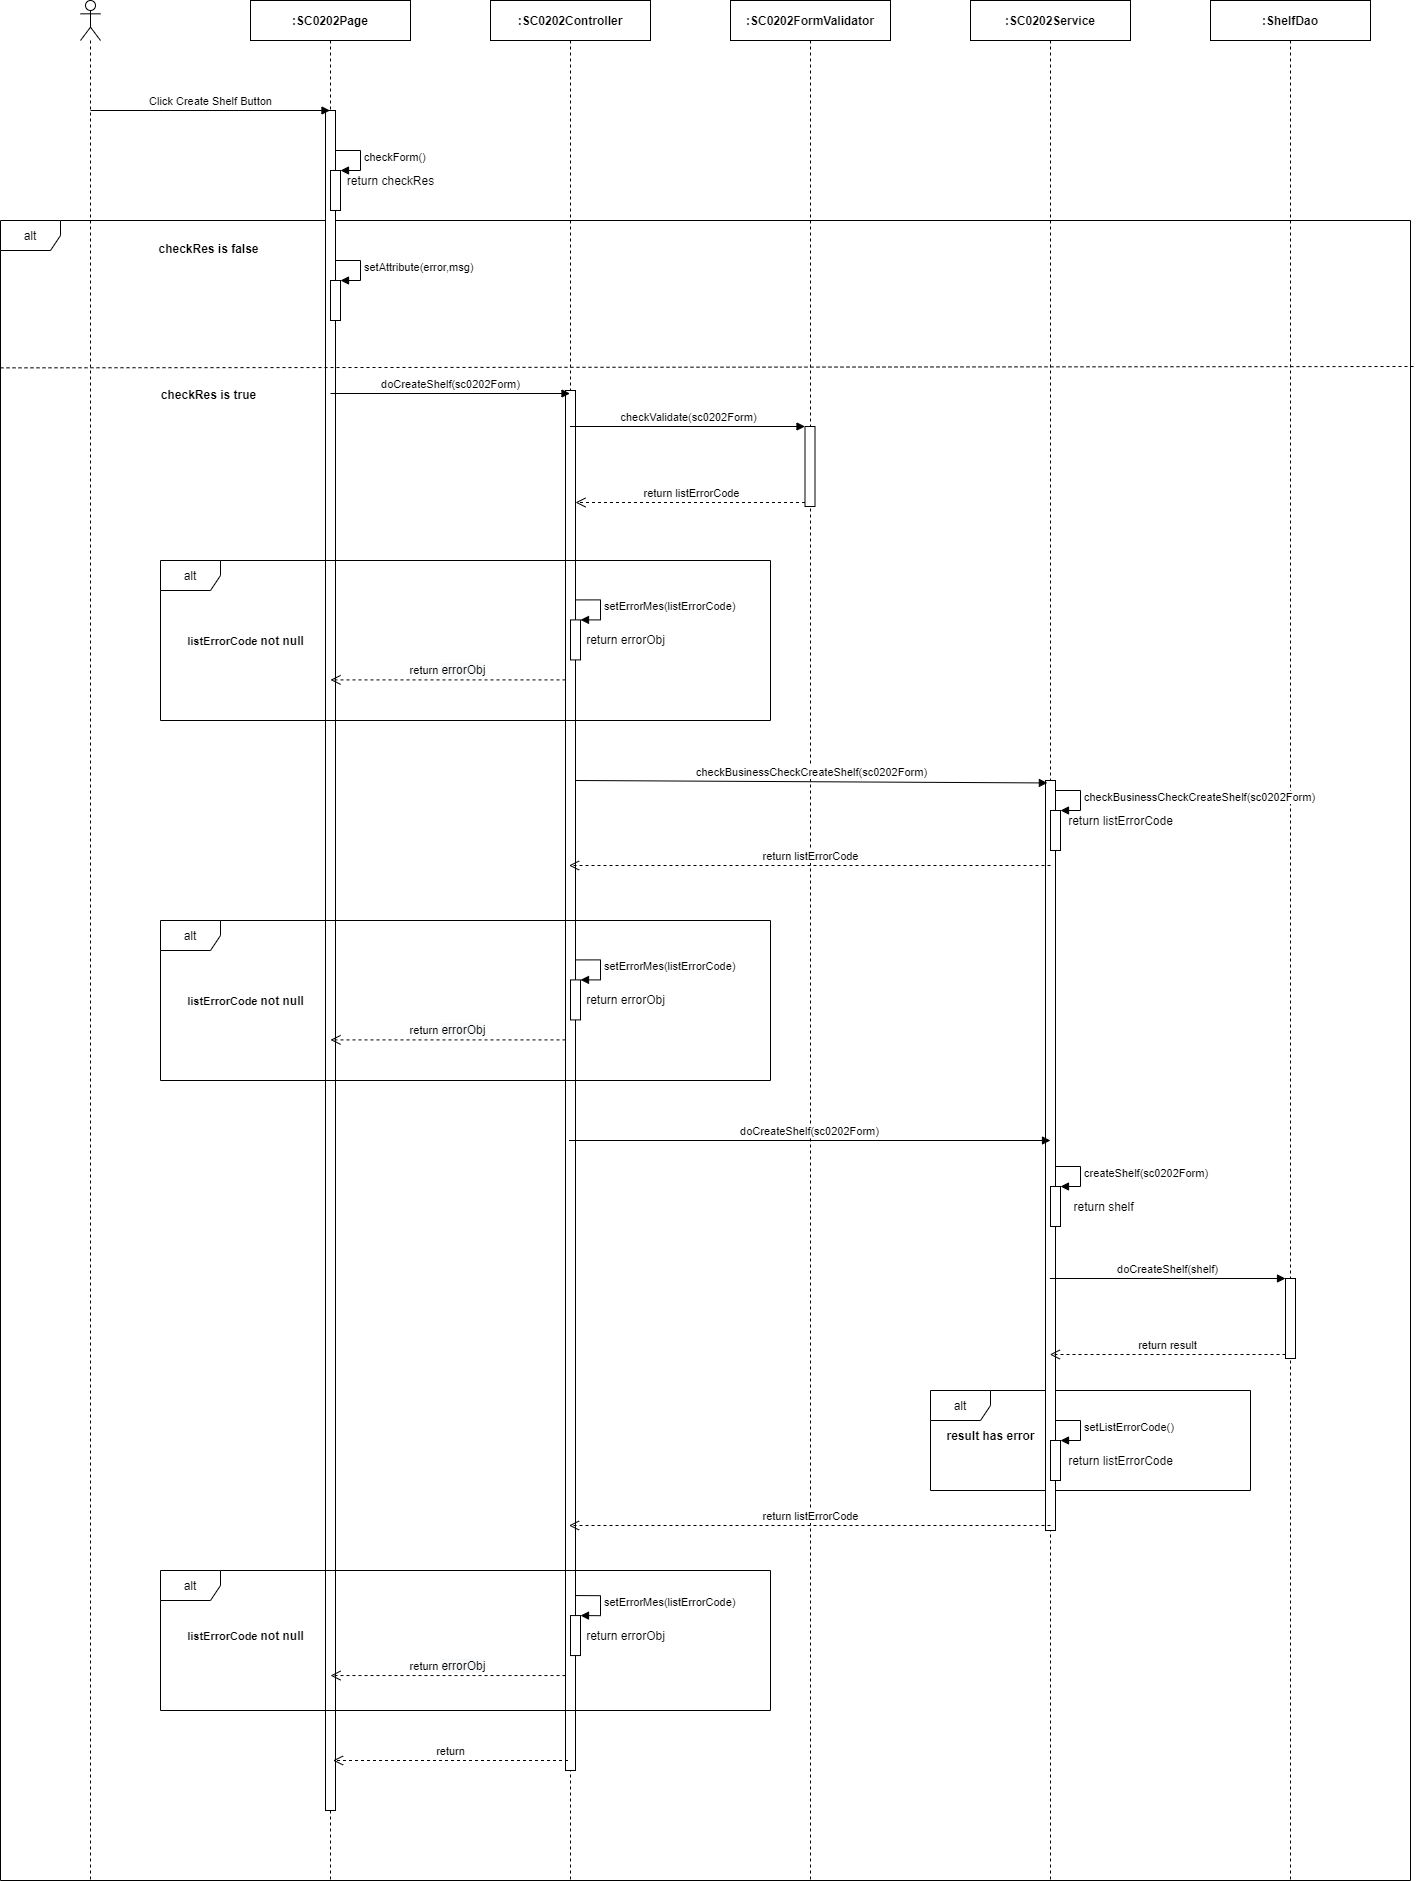 :SC0202Page
:SC0202Controller
:SC0202FormValidator
:SC0202Service
:ShelfDao
Click Create Shelf Button
checkForm()
return checkRes
alt
checkRes is false
setAttribute(error,msg)
checkRes is true
doCreateShelf(sc0202Form)
checkValidate(sc0202Form)
return listErrorCode
alt
setErrorMes(listErrorCode)
listErrorCode not null
return errorObj
return errorObj
checkBusinessCheckCreateShelf(sc0202Form)
checkBusinessCheckCreateShelf(sc0202Form)
return listErrorCode
return listErrorCode
alt
setErrorMes(listErrorCode)
listErrorCode not null
return errorObj
return errorObj
doCreateShelf(sc0202Form)
createShelf(sc0202Form)
return shelf
doCreateShelf(shelf)
return result
alt
setListErrorCode()
result has error
return listErrorCode
return listErrorCode
alt
setErrorMes(listErrorCode)
listErrorCode not null
return errorObj
return errorObj
return